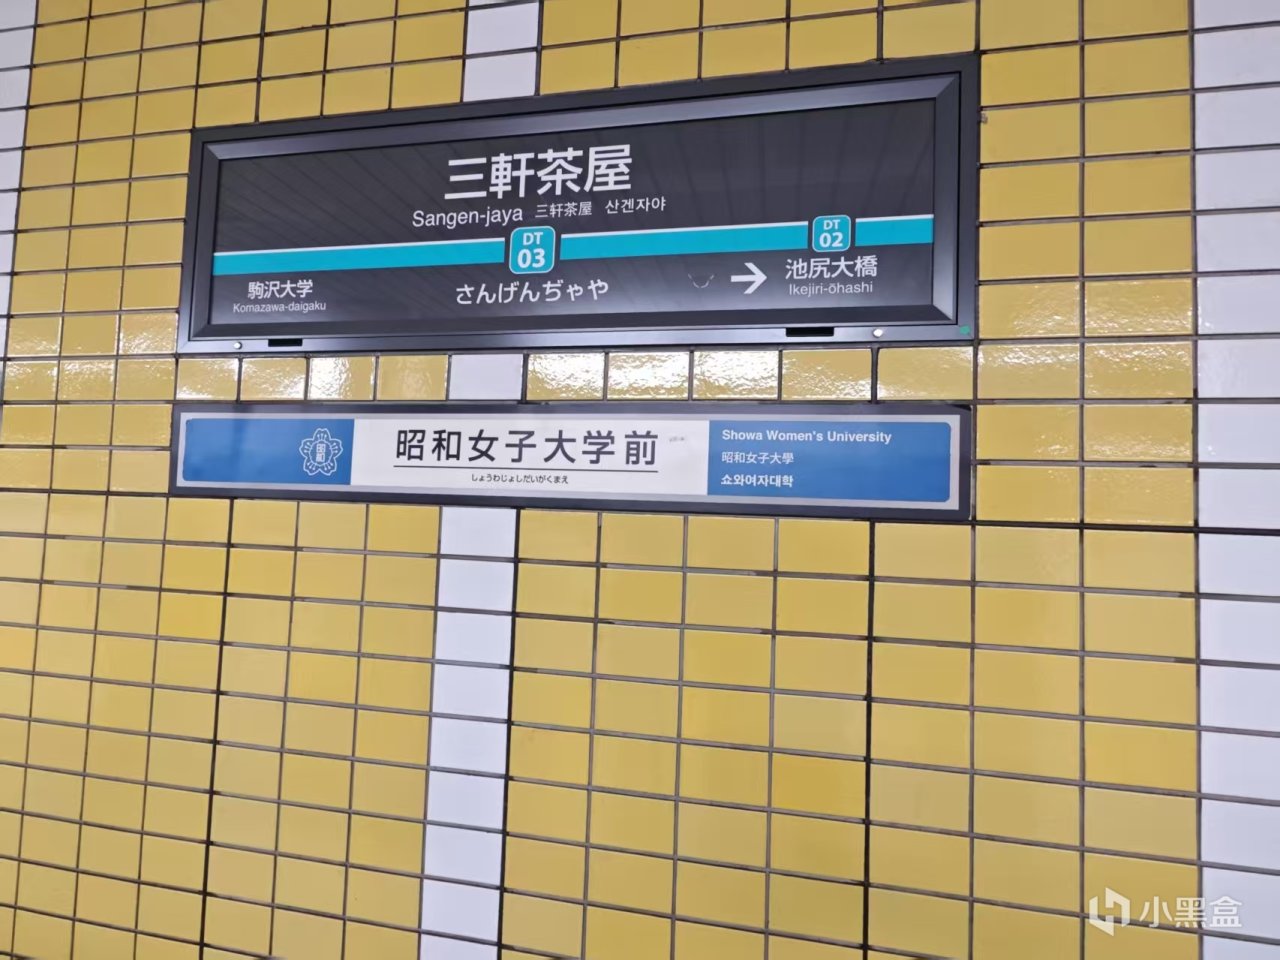 三軒茶屋
Sangen-jaya 三轩茶屋 산겐자야
DT 03
DT 02
駒沢大学
Komazawa-daigaku
さんげんぢゃや
→ 池尻大橋
Ikejiri-ōhashi
昭和
昭和女子大学前
しょうわじょしだいがくまえ
Showa Women's University
昭和女子大學
쇼와여자대학
小黑盒